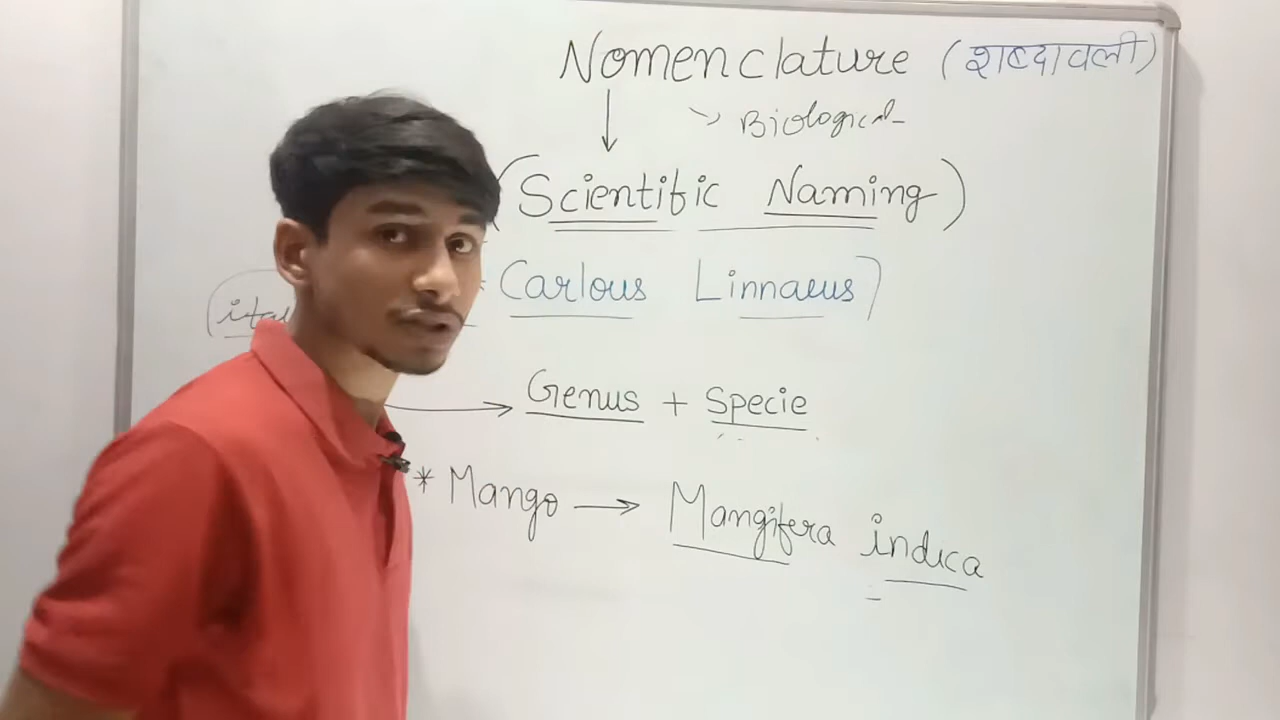 Nomenclature (शब्दावली)
Biological
(Scientific Naming)
Carlous Linnaeus]
Genus + Specie
* Mango → Mangifera indica